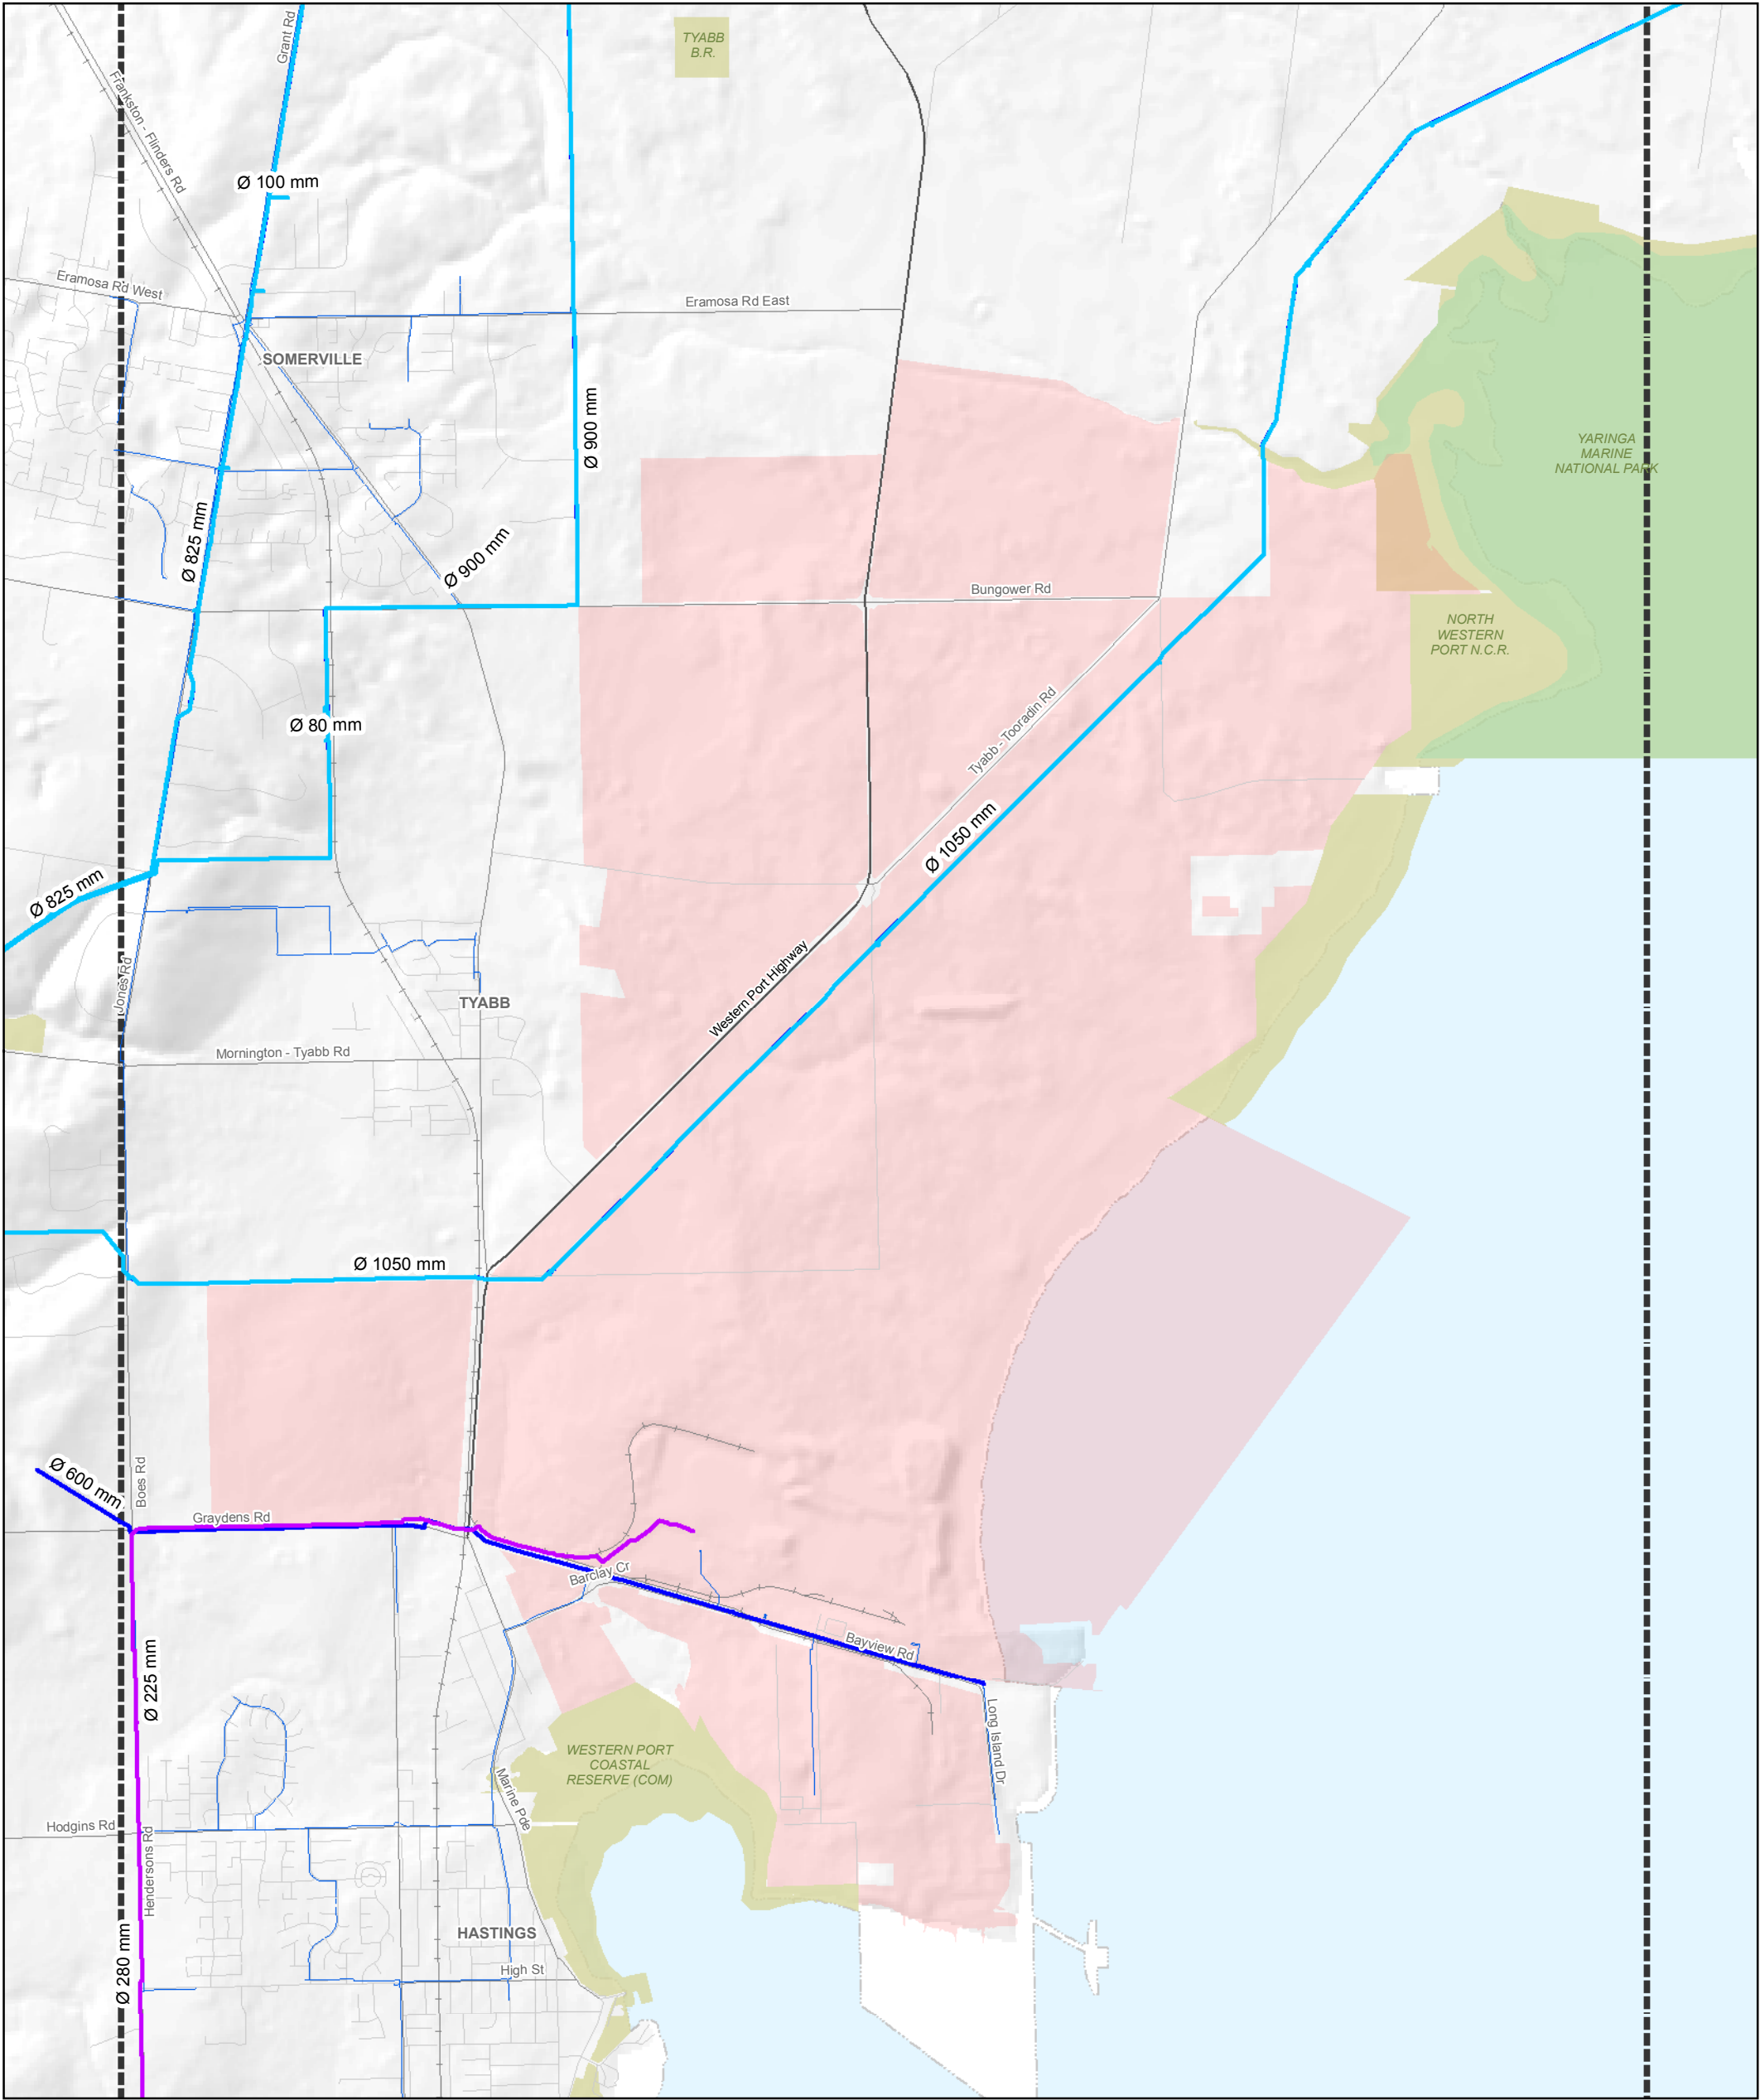 Grant Rd
TYABB
B.R.
Frankston - Flinders Rd
Ø 100 mm
Eramosa Rd West
Eramosa Rd East
SOMERVILLE
Ø 900 mm
YARINGA
MARINE
NATIONAL PARK
Ø 825 mm
Ø 900 mm
Bungower Rd
NORTH
WESTERN
PORT N.C.R.
Ø 80 mm
Tyabb - Tooradin Rd
Ø 1050 mm
Ø 825 mm
Western Port Highway
Jones Rd
TYABB
Mornington - Tyabb Rd
Ø 1050 mm
Ø 600 mm
Boes Rd
Graydens Rd
Barclay Cr
Bayview Rd
Ø 225 mm
Long Island Dr
WESTERN PORT
COASTAL
RESERVE (COM)
Marine Pde
Hodgins Rd
Hendersons Rd
HASTINGS
Ø 280 mm
High St